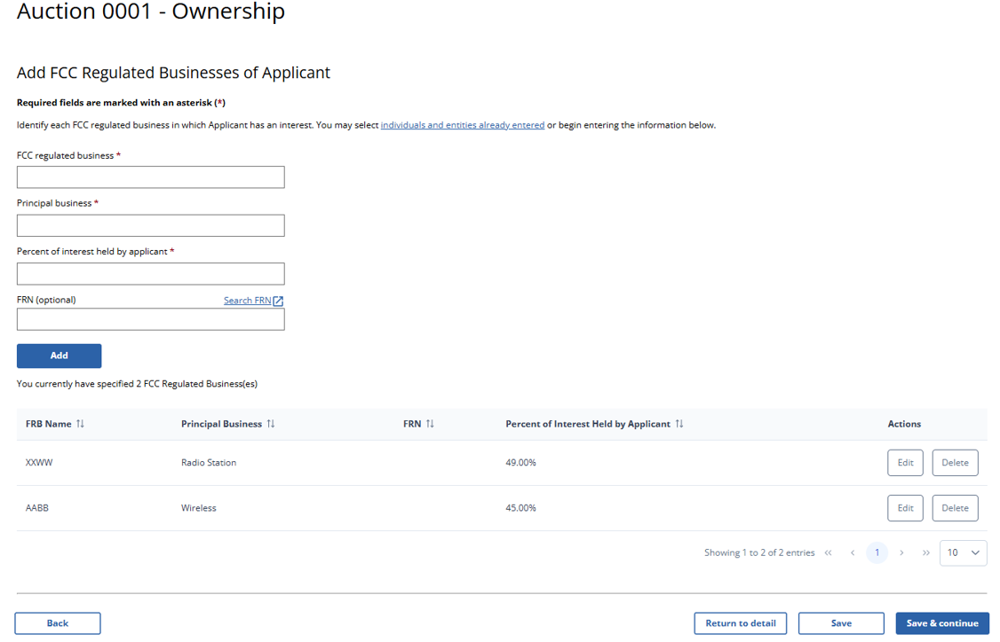 Auction 0001 - Ownership
Add FCC Regulated Businesses of Applicant
Required fields are marked with an asterisk (*)
Identify each FCC regulated business in which Applicant has an interest. You may select individuals and entities already entered or begin entering the information below.
FCC regulated business *
Principal business *
Percent of interest held by applicant *
FRN (optional) Search FRN
Add
You currently have specified 2 FCC Regulated Business(es)
FRB Name Principal Business FRN Percent of Interest Held by Applicant Actions
XXWW Radio Station 49.00% Edit Delete
AABB Wireless 45.00% Edit Delete
Showing 1 to 2 of 2 entries « ‹ 1 › » 10
Back Return to detail Save Save & continue